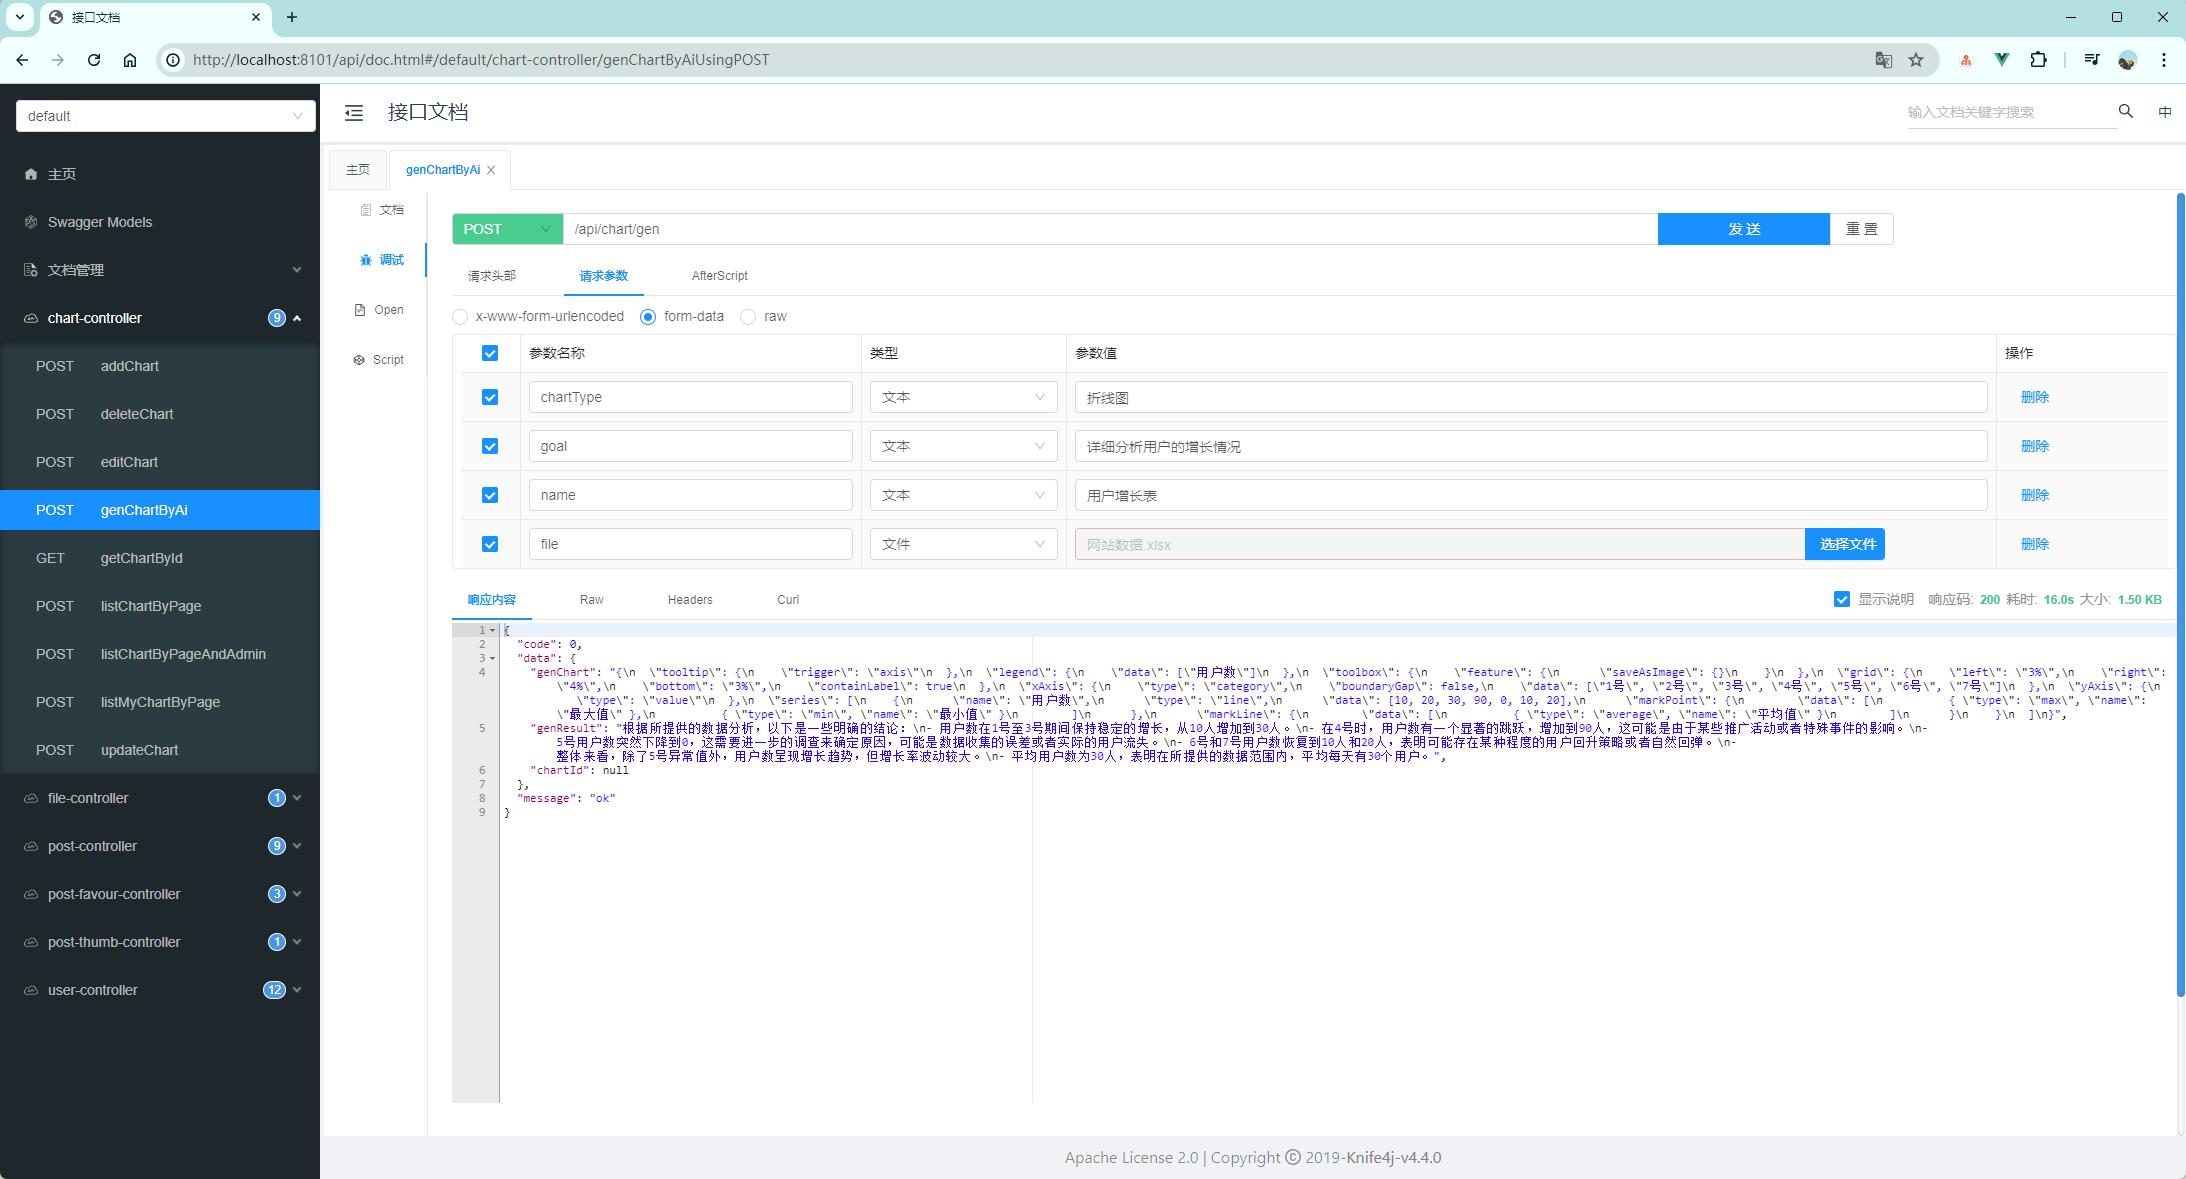 接口文档
http://localhost:8101/api/doc.html#/default/chart-controller/genChartByAiUsingPOST
default
主页
Swagger Models
文档管理
chart-controller 9
POST addChart
POST deleteChart
POST editChart
POST genChartByAi
GET getChartById
POST listChartByPage
POST listChartByPageAndAdmin
POST listMyChartByPage
POST updateChart
file-controller 1
post-controller 9
post-favour-controller 3
post-thumb-controller 1
user-controller 12
接口文档
输入文档关键字搜索 中
主页 genChartByAi
文档
调试
Open
Script
POST /api/chart/gen 发 送 重 置
请求头部 请求参数 AfterScript
x-www-form-urlencoded form-data raw
参数名称 类型 参数值 操作
chartType 文本 折线图 删除
goal 文本 详细分析用户的增长情况 删除
name 文本 用户增长表 删除
file 文件 网站数据.xlsx 选择文件 删除
响应内容 Raw Headers Curl 显示说明 响应码: 200 耗时: 16.0s 大小: 1.50 KB
1 {
2 "code": 0,
3 "data": {
4 "genChart": "{\n  \"tooltip\": {\n    \"trigger\": \"axis\"\n  },\n  \"legend\": {\n    \"data\": [\"用户数\"]\n  },\n  \"toolbox\": {\n    \"feature\": {\n      \"saveAsImage\": {}\n    }\n  },\n  \"grid\": {\n    \"left\": \"3%\",\n    \"right\":
\"4%\",\n    \"bottom\": \"3%\",\n    \"containLabel\": true\n  },\n  \"xAxis\": {\n    \"type\": \"category\",\n    \"boundaryGap\": false,\n    \"data\": [\"1号\", \"2号\", \"3号\", \"4号\", \"5号\", \"6号\", \"7号\"]\n  },\n  \"yAxis\": {\n
\"type\": \"value\"\n  },\n  \"series\": [\n    {\n      \"name\": \"用户数\",\n      \"type\": \"line\",\n      \"data\": [10, 20, 30, 90, 0, 10, 20],\n      \"markPoint\": {\n        \"data\": [\n          { \"type\": \"max\", \"name\":
\"最大值\" },\n          { \"type\": \"min\", \"name\": \"最小值\" }\n        ]\n      },\n      \"markLine\": {\n        \"data\": [\n          { \"type\": \"average\", \"name\": \"平均值\" }\n        ]\n      }\n    }\n  ]\n}",
5 "genResult": "根据所提供的数据分析，以下是一些明确的结论：\n- 用户数在1号至3号期间保持稳定的增长，从10人增加到30人。\n- 在4号时，用户数有一个显著的跳跃，增加到90人，这可能是由于某些推广活动或者特殊事件的影响。\n-
5号用户数突然下降到0，这需要进一步的调查来确定原因，可能是数据收集的误差或者实际的用户流失。\n- 6号和7号用户数恢复到10人和20人，表明可能存在某种程度的用户回升策略或者自然回弹。\n-
整体来看，除了5号异常值外，用户数呈现增长趋势，但增长率波动较大。\n- 平均用户数为30人，表明在所提供的数据范围内，平均每天有30个用户。",
6 "chartId": null
7 },
8 "message": "ok"
9 }
Apache License 2.0 | Copyright © 2019-Knife4j-v4.4.0